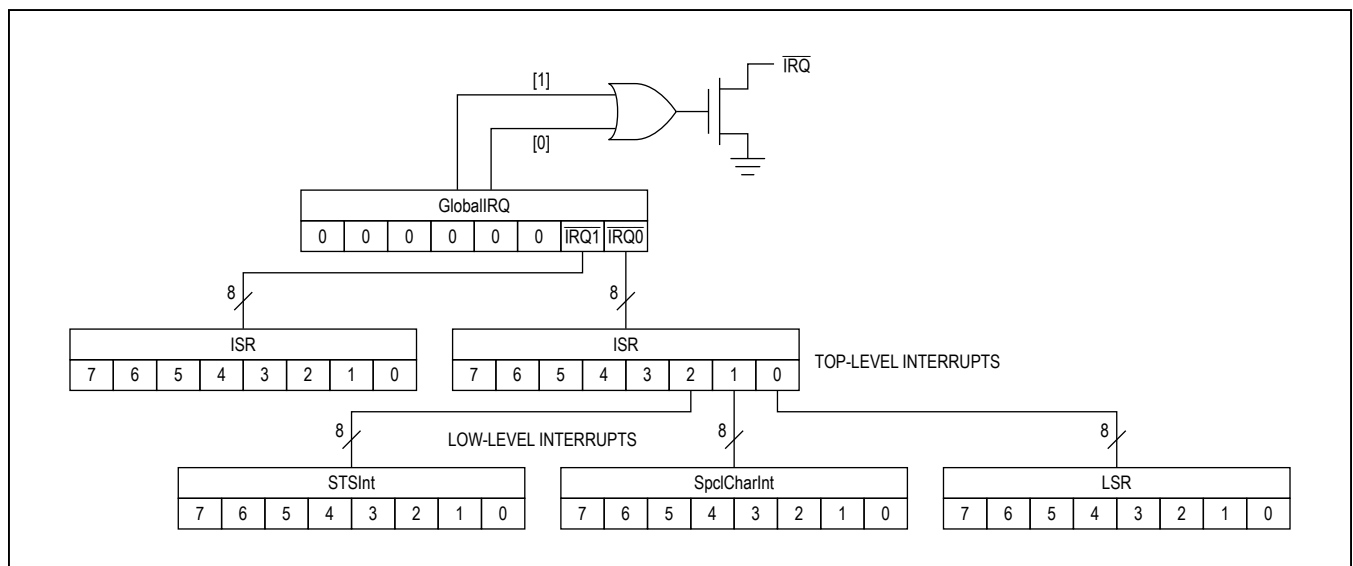 I̅R̅Q̅
[1]
[0]
GlobalIRQ
0 0 0 0 0 0 I̅R̅Q̅1̅ I̅R̅Q̅0̅
8 8
ISR ISR
7 6 5 4 3 2 1 0 7 6 5 4 3 2 1 0 TOP-LEVEL INTERRUPTS
8 LOW-LEVEL INTERRUPTS 8 8
STSInt SpclCharInt LSR
7 6 5 4 3 2 1 0 7 6 5 4 3 2 1 0 7 6 5 4 3 2 1 0